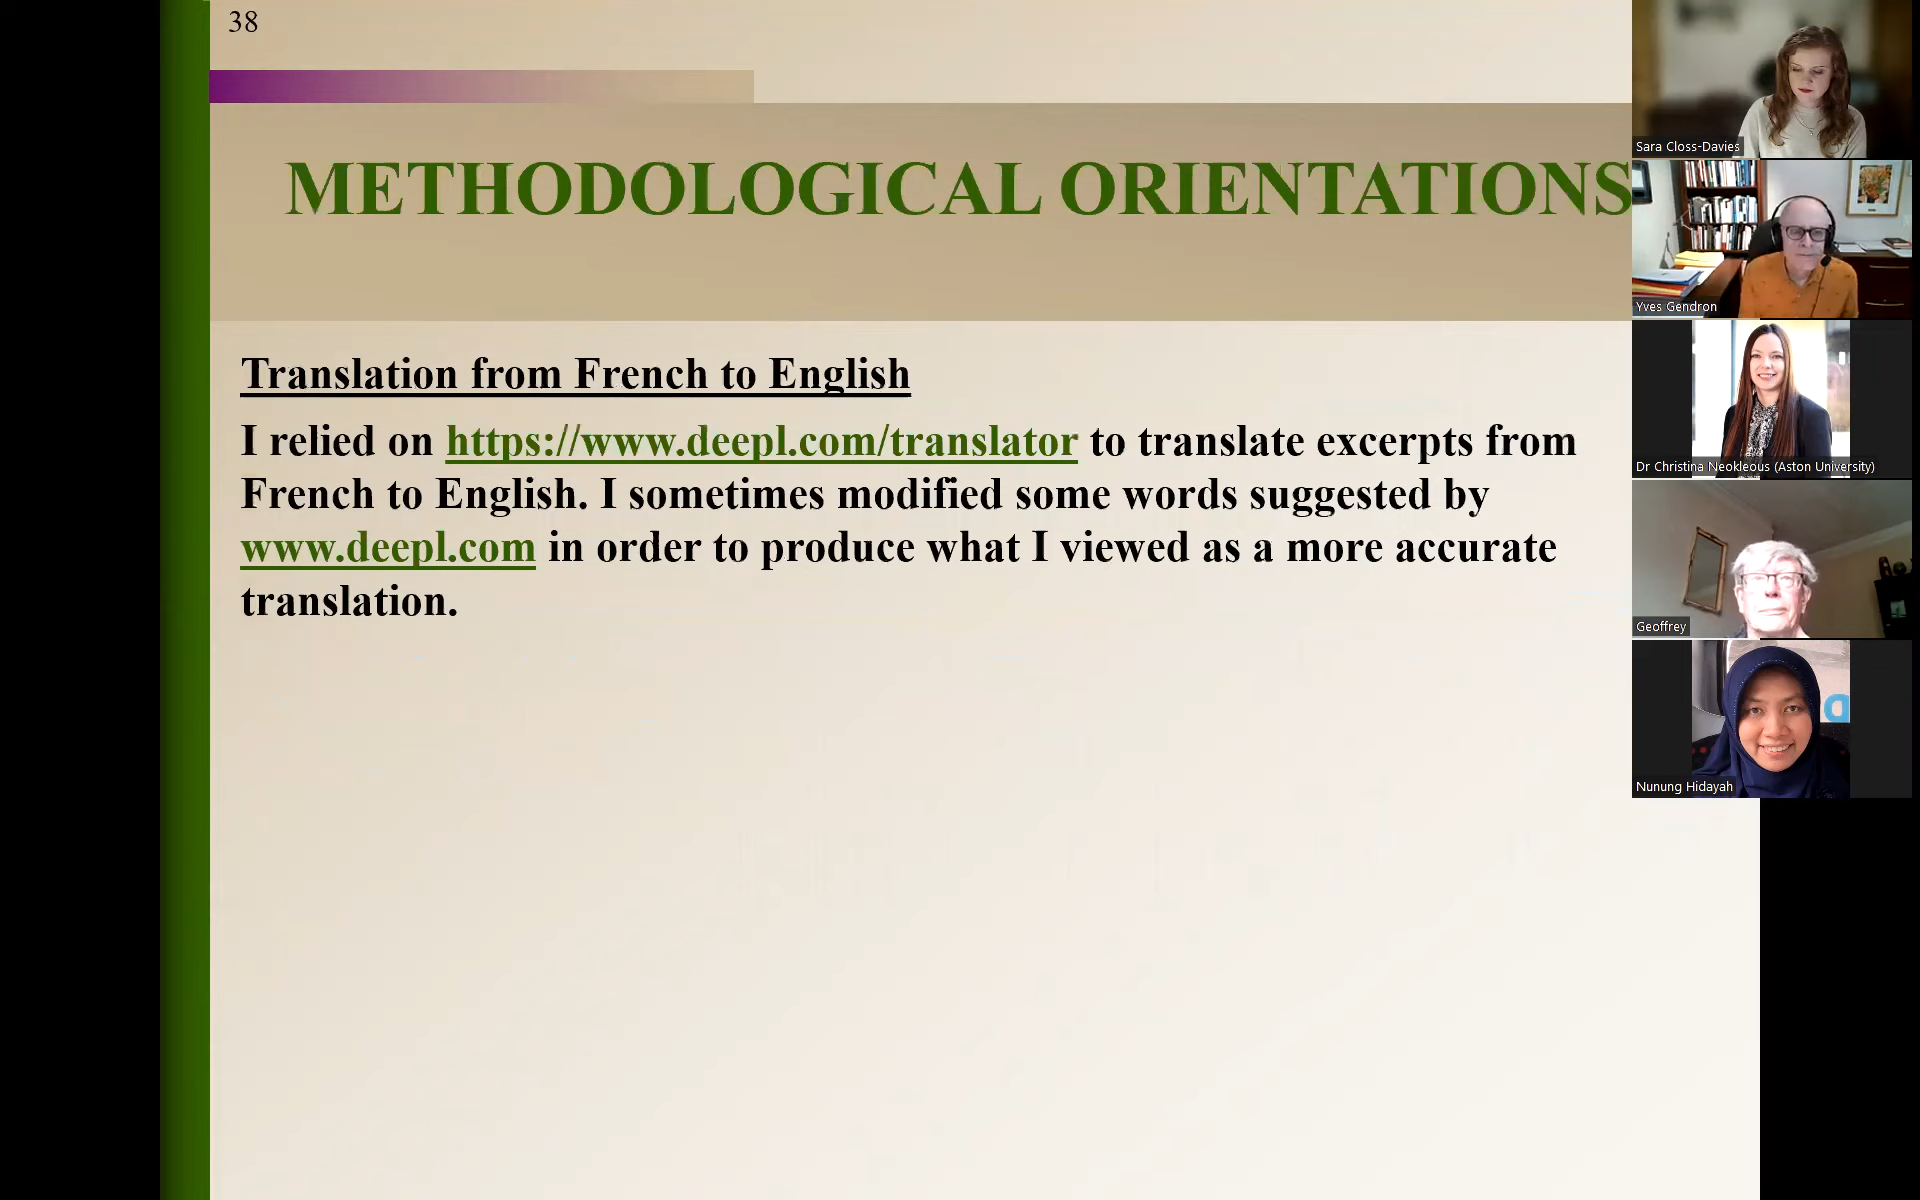 38
METHODOLOGICAL ORIENTATIONS
Translation from French to English
I relied on https://www.deepl.com/translator to translate excerpts from
French to English. I sometimes modified some words suggested by
www.deepl.com in order to produce what I viewed as a more accurate
translation.
Sara Closs-Davies
Yves Gendron
Dr Christina Neokleous (Aston University)
Geoffrey
Nunung Hidayah